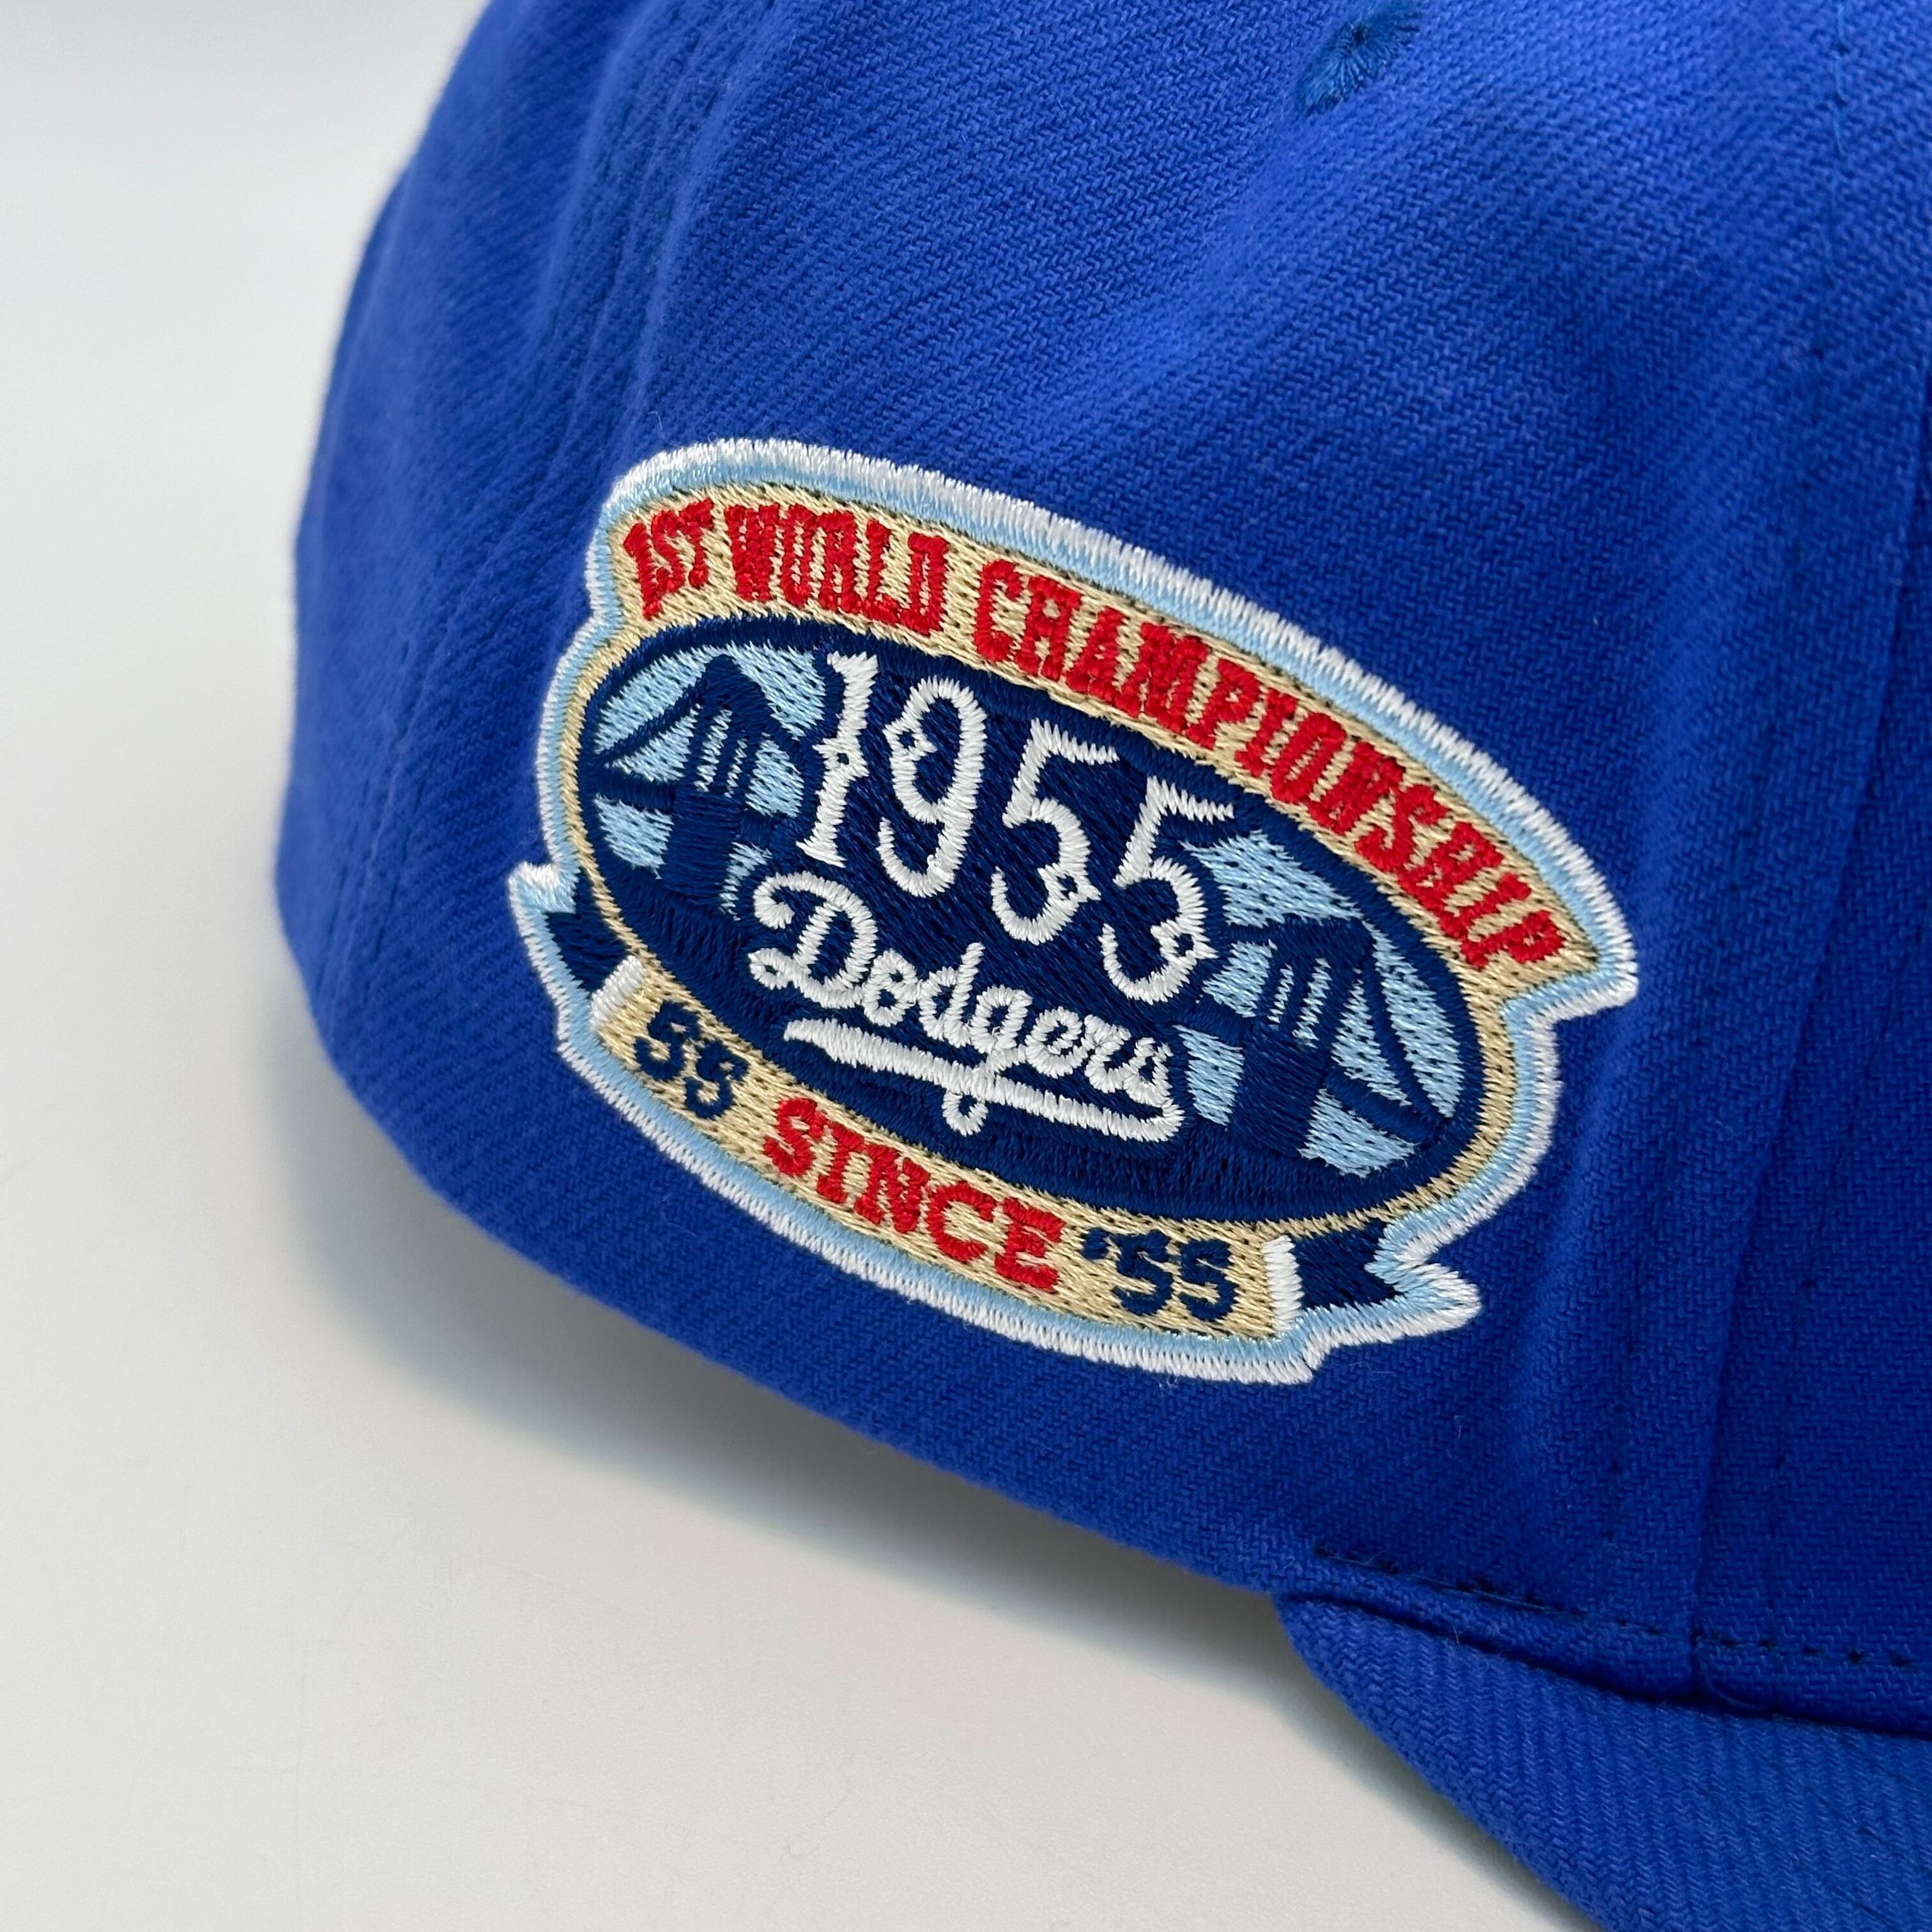 1ST WORLD CHAMPIONSHIP
1955
Dodgers
55 SINCE '55